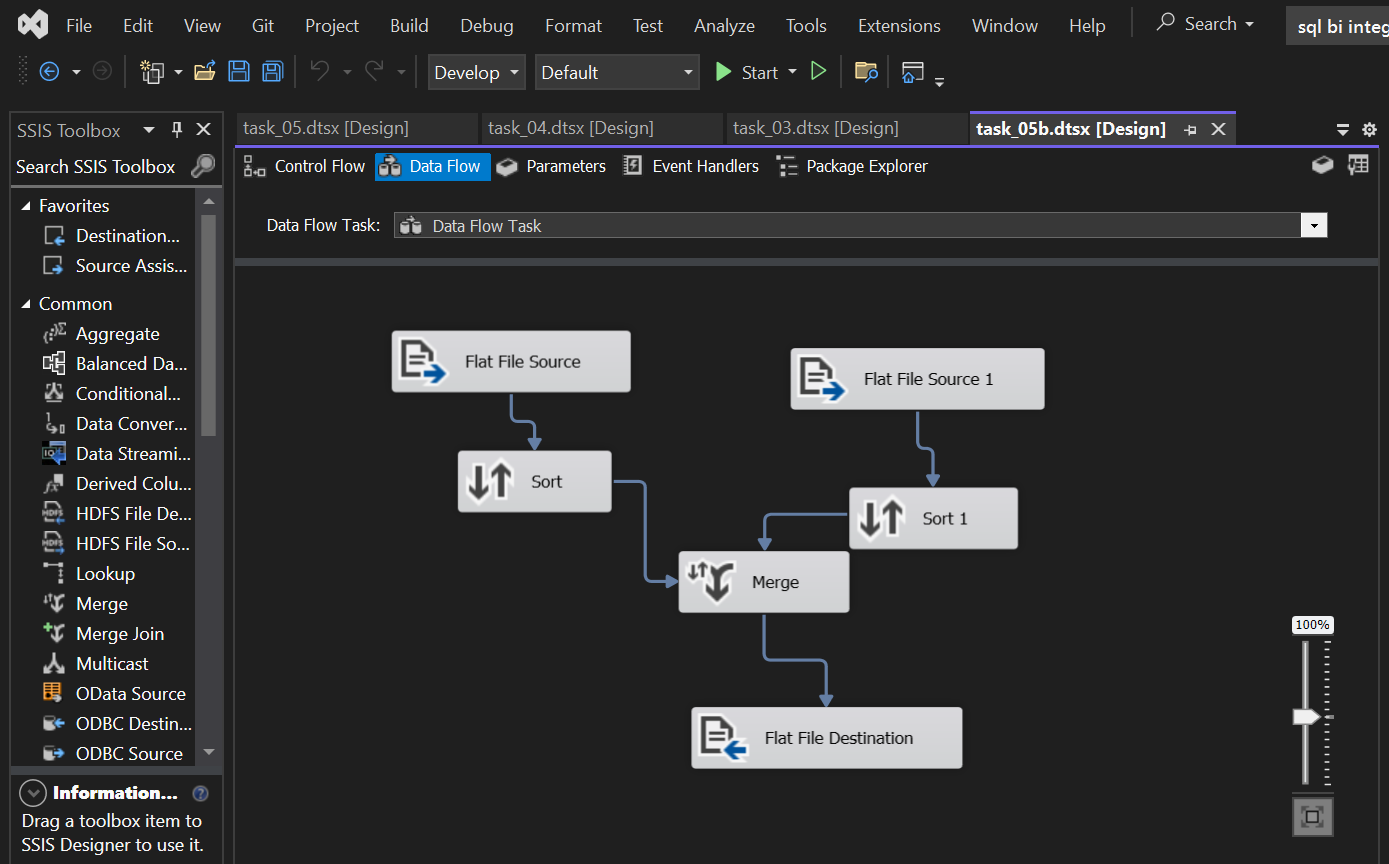 File Edit View Git Project Build Debug Format Test Analyze Tools Extensions Window Help Search sql bi integ
Develop Default Start
SSIS Toolbox
Search SSIS Toolbox
Favorites
Destination...
Source Assis...
Common
Aggregate
Balanced Da...
Conditional...
Data Conver...
Data Streami...
Derived Colu...
HDFS File De...
HDFS File So...
Lookup
Merge
Merge Join
Multicast
OData Source
ODBC Destin...
ODBC Source
Information...
Drag a toolbox item to
SSIS Designer to use it.
task_05.dtsx [Design] task_04.dtsx [Design] task_03.dtsx [Design] task_05b.dtsx [Design]
Control Flow Data Flow Parameters Event Handlers Package Explorer
Data Flow Task: Data Flow Task
Flat File Source
Flat File Source 1
Sort
Sort 1
Merge
Flat File Destination
100%